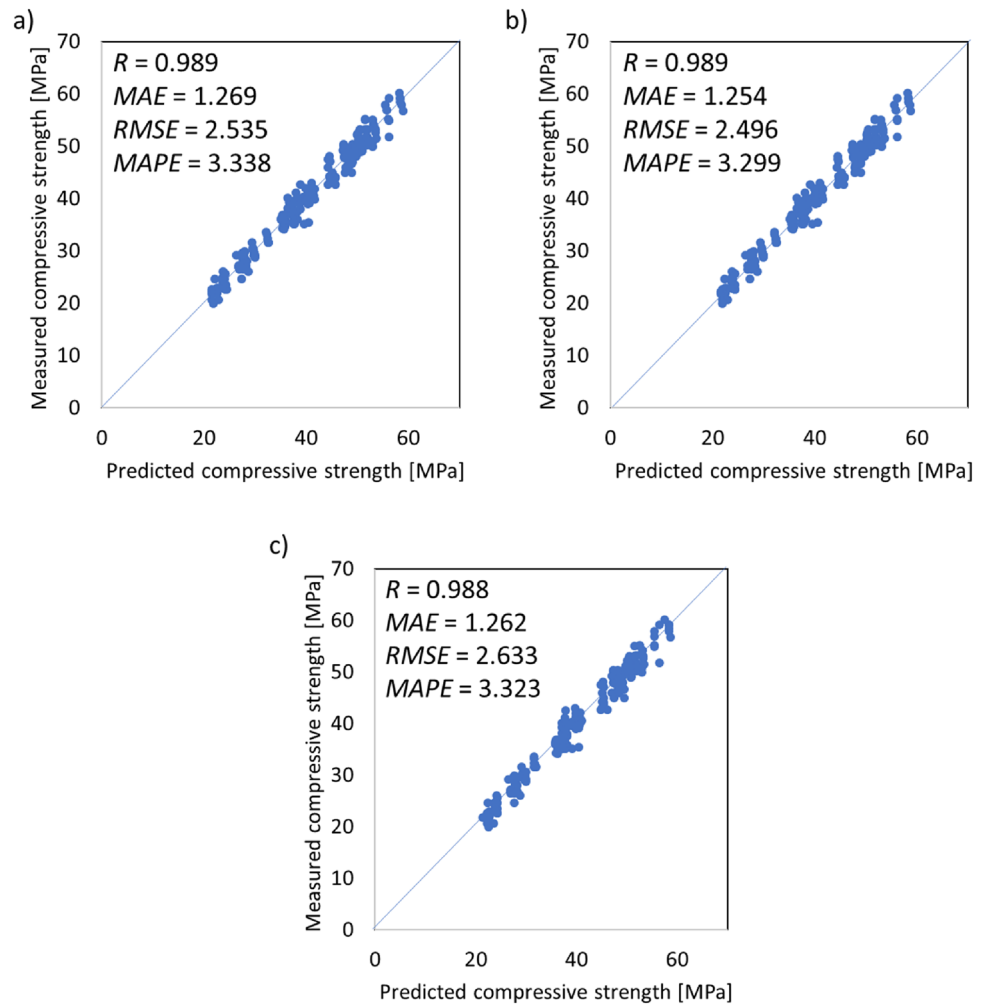 a)
Measured compressive strength [MPa]
70
60
50
40
30
20
10
0
R = 0.989
MAE = 1.269
RMSE = 2.535
MAPE = 3.338
0 20 40 60
Predicted compressive strength [MPa]
b)
Measured compressive strength [MPa]
70
60
50
40
30
20
10
0
R = 0.989
MAE = 1.254
RMSE = 2.496
MAPE = 3.299
0 20 40 60
Predicted compressive strength [MPa]
c)
Measured compressive strength [MPa]
70
60
50
40
30
20
10
0
R = 0.988
MAE = 1.262
RMSE = 2.633
MAPE = 3.323
0 20 40 60
Predicted compressive strength [MPa]